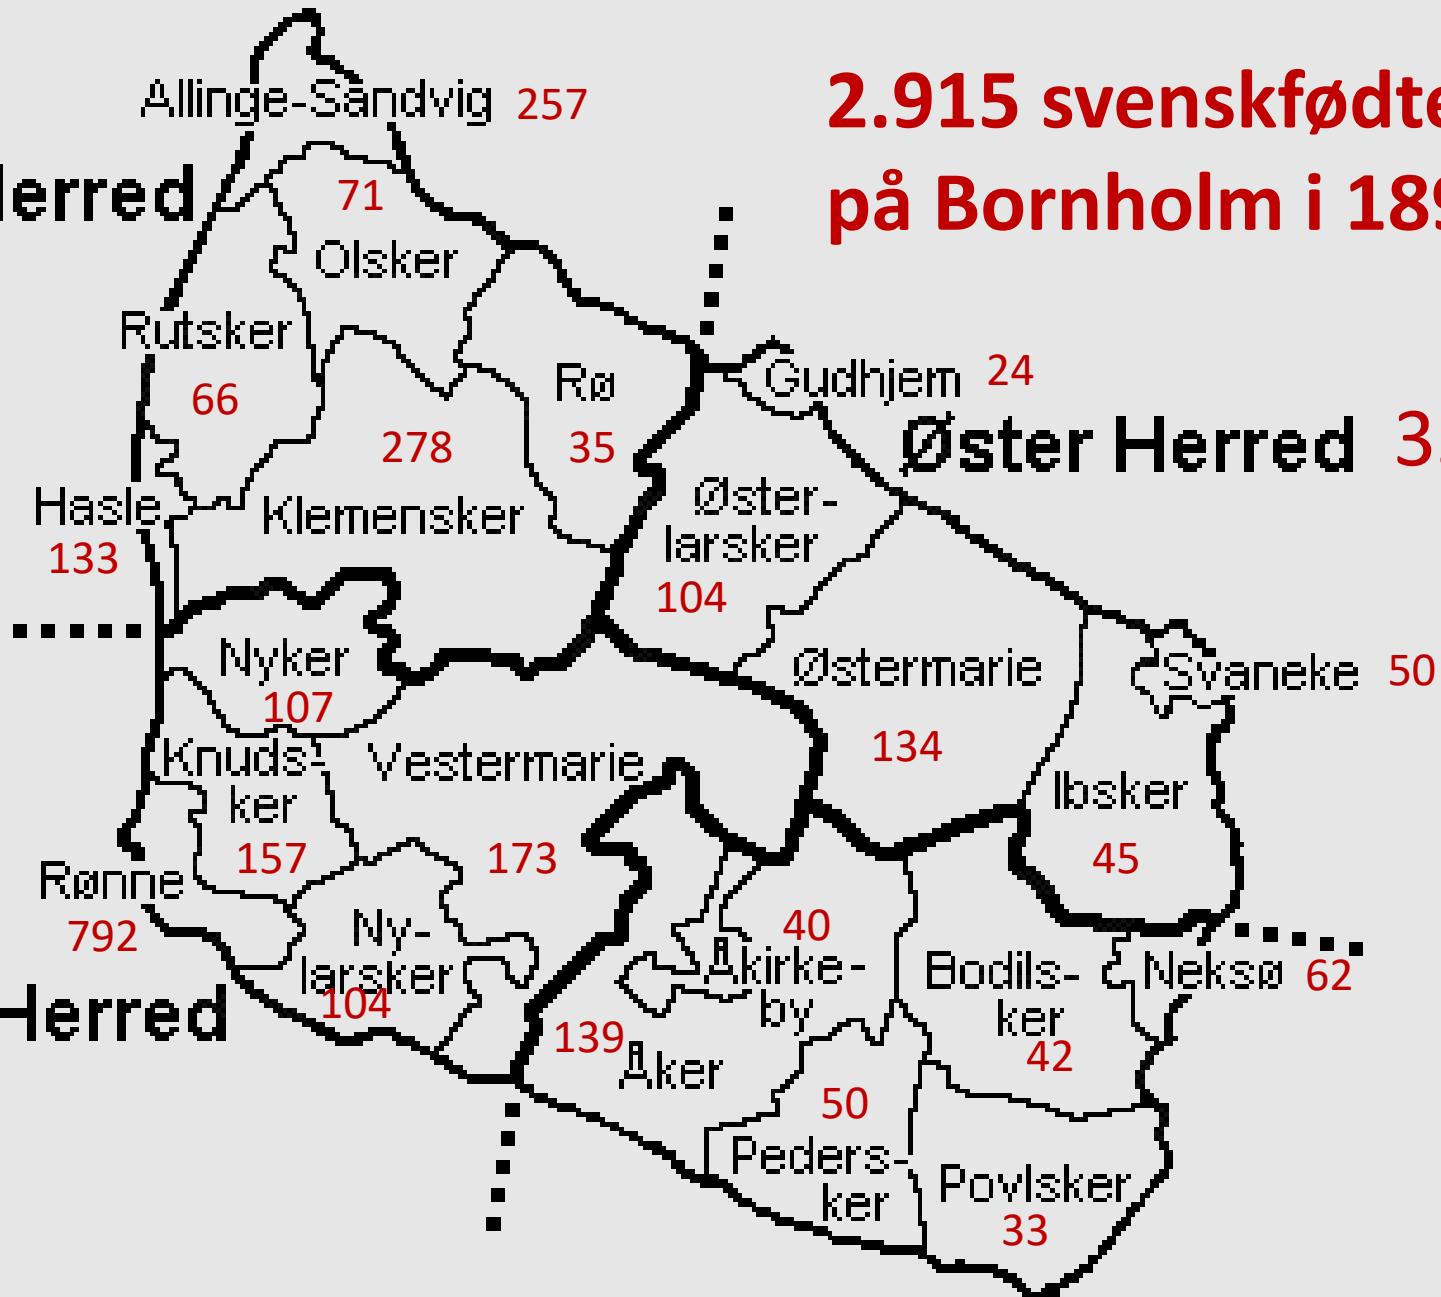 2.915 svenskfødte
på Bornholm i 189
Allinge-Sandvig 257
Herred
71
Olsker
Rutsker
66
Rø
35
278
Klemensker
Gudhjem 24
Øster Herred 3
Hasle
133
Øster-
larsker
104
Nyker
107
Østermarie
134
Svaneke 50
Ibsker
45
Knuds-
ker
157
Vestermarie
173
Rønne
792
Ny-
larsker
104
Herred
40
Åkirke-
by
139
Åker
Bodils-
ker
42
Neksø 62
50
Peders-
ker
Povlsker
33